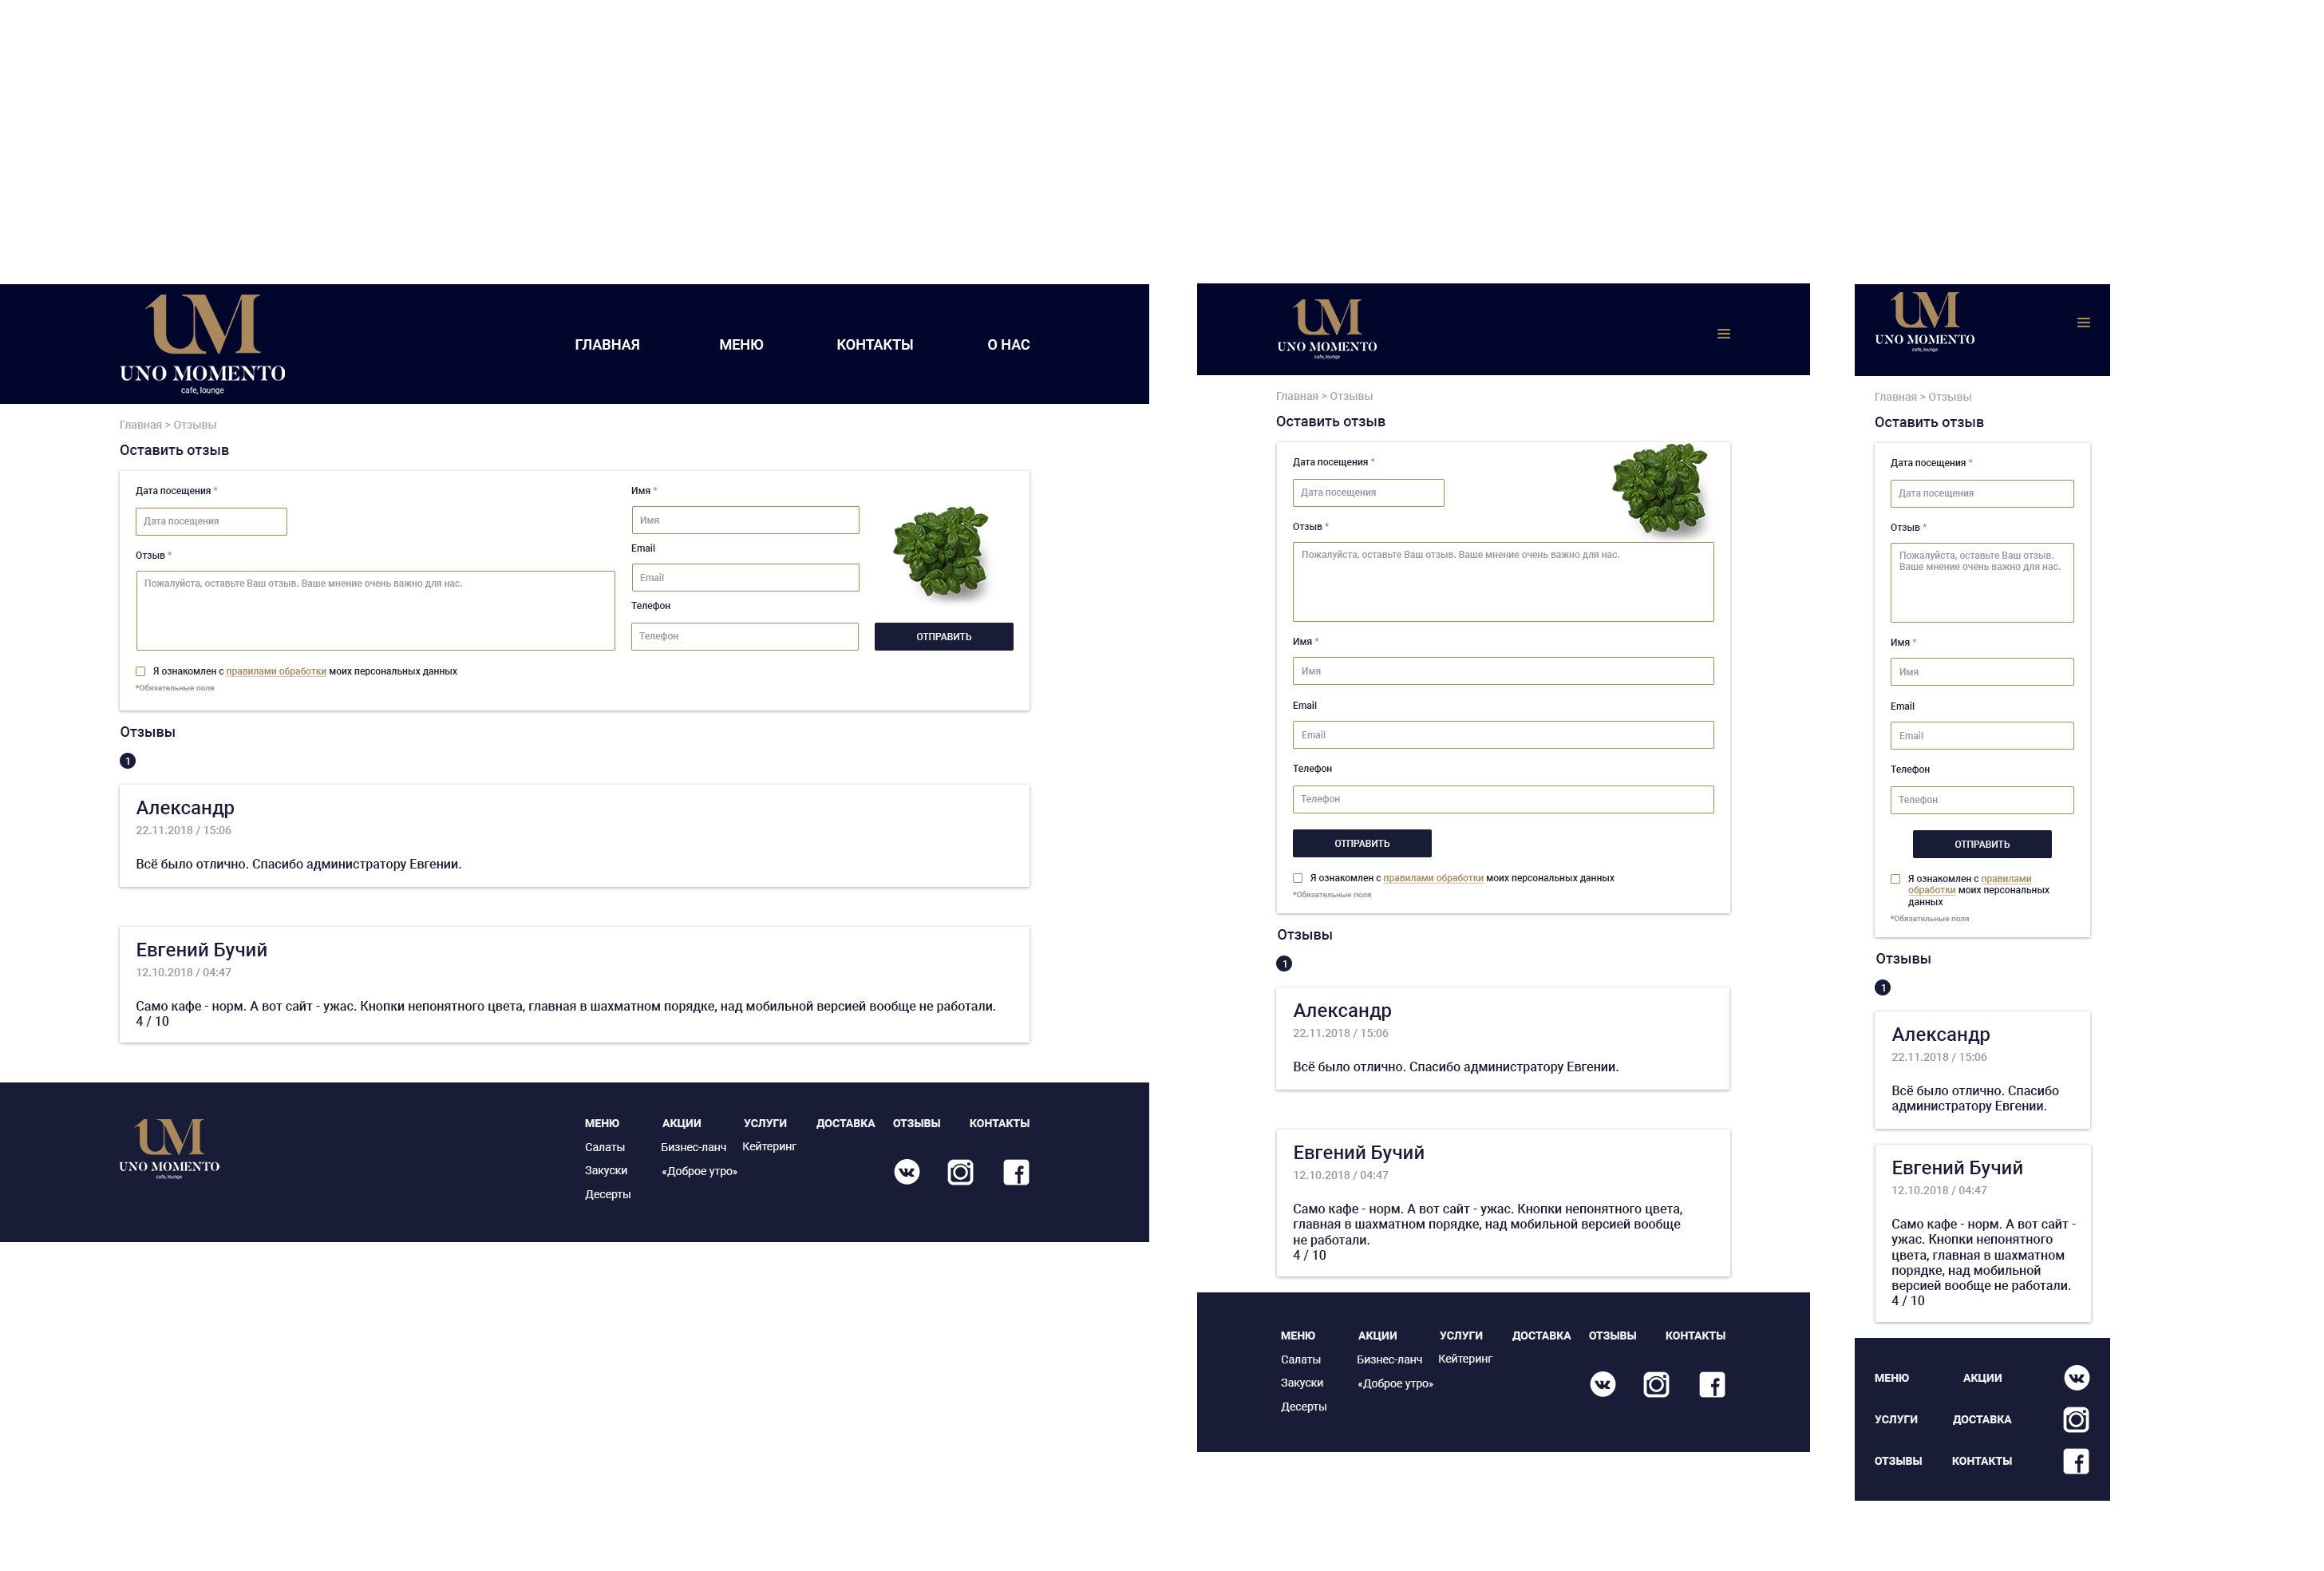 UM
UNO MOMENTO
cafe, lounge
ГЛАВНАЯ
МЕНЮ
КОНТАКТЫ
О НАС
Главная > Отзывы
Оставить отзыв
Дата посещения *
Дата посещения
Отзыв *
Пожалуйста, оставьте Ваш отзыв. Ваше мнение очень важно для нас.
Имя *
Имя
Email
Email
Телефон
Телефон
ОТПРАВИТЬ
Я ознакомлен с правилами обработки моих персональных данных
*Обязательные поля
Отзывы
1
Александр
22.11.2018 / 15:06
Всё было отлично. Спасибо администратору Евгении.
Евгений Бучий
12.10.2018 / 04:47
Само кафе - норм. А вот сайт - ужас. Кнопки непонятного цвета, главная в шахматном порядке, над мобильной версией вообще не работали.
4 / 10
UM
UNO MOMENTO
cafe, lounge
МЕНЮ
Салаты
Закуски
Десерты
АКЦИИ
Бизнес-ланч
«Доброе утро»
УСЛУГИ
Кейтеринг
ДОСТАВКА
ОТЗЫВЫ
КОНТАКТЫ
UM
UNO MOMENTO
cafe, lounge
Главная > Отзывы
Оставить отзыв
Дата посещения *
Дата посещения
Отзыв *
Пожалуйста, оставьте Ваш отзыв. Ваше мнение очень важно для нас.
Имя *
Имя
Email
Email
Телефон
Телефон
ОТПРАВИТЬ
Я ознакомлен с правилами обработки моих персональных данных
*Обязательные поля
Отзывы
1
Александр
22.11.2018 / 15:06
Всё было отлично. Спасибо администратору Евгении.
Евгений Бучий
12.10.2018 / 04:47
Само кафе - норм. А вот сайт - ужас. Кнопки непонятного цвета,
главная в шахматном порядке, над мобильной версией вообще
не работали.
4 / 10
МЕНЮ
Салаты
Закуски
Десерты
АКЦИИ
Бизнес-ланч
«Доброе утро»
УСЛУГИ
Кейтеринг
ДОСТАВКА
ОТЗЫВЫ
КОНТАКТЫ
UM
UNO MOMENTO
cafe, lounge
Главная > Отзывы
Оставить отзыв
Дата посещения *
Дата посещения
Отзыв *
Пожалуйста, оставьте Ваш отзыв.
Ваше мнение очень важно для нас.
Имя *
Имя
Email
Email
Телефон
Телефон
ОТПРАВИТЬ
Я ознакомлен с правилами
обработки моих персональных
данных
*Обязательные поля
Отзывы
1
Александр
22.11.2018 / 15:06
Всё было отлично. Спасибо
администратору Евгении.
Евгений Бучий
12.10.2018 / 04:47
Само кафе - норм. А вот сайт -
ужас. Кнопки непонятного
цвета, главная в шахматном
порядке, над мобильной
версией вообще не работали.
4 / 10
МЕНЮ
АКЦИИ
УСЛУГИ
ДОСТАВКА
ОТЗЫВЫ
КОНТАКТЫ